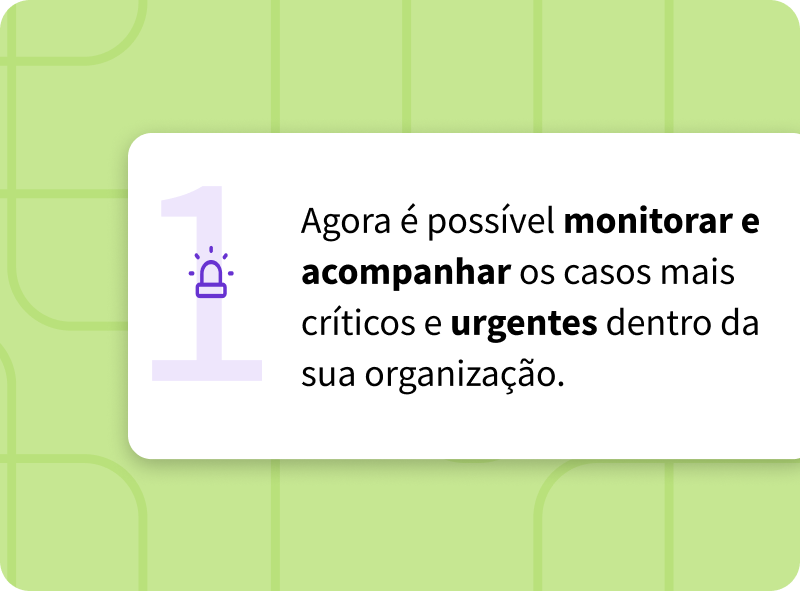 1
Agora é possível monitorar e
acompanhar os casos mais
críticos e urgentes dentro da
sua organização.